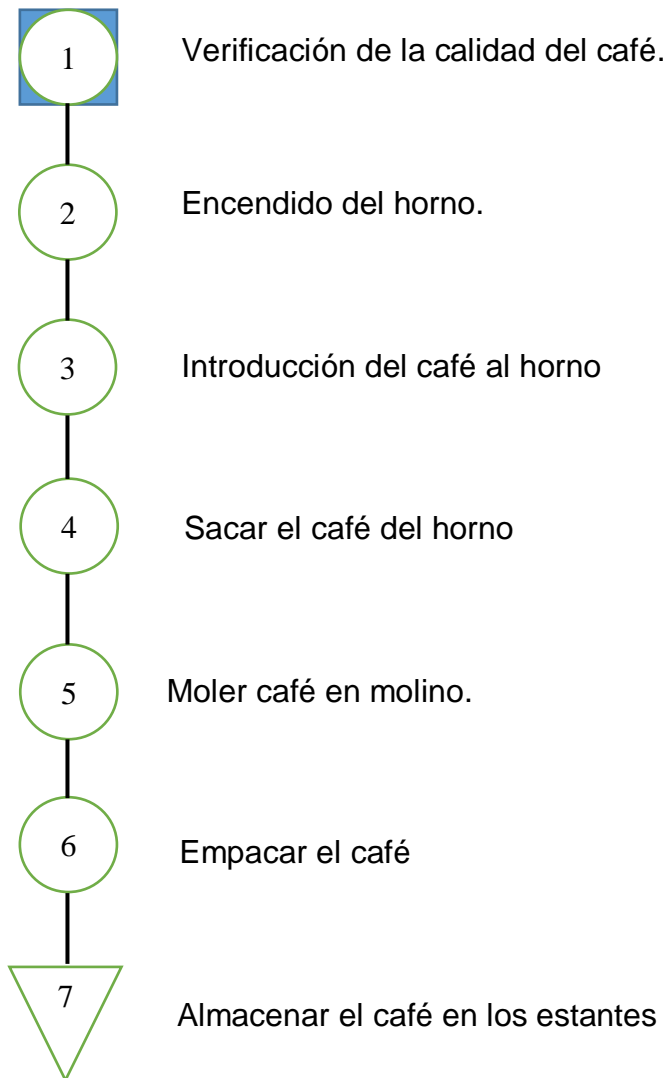 1 Verificación de la calidad del café.
2 Encendido del horno.
3 Introducción del café al horno
4 Sacar el café del horno
5 Moler café en molino.
6 Empacar el café
7 Almacenar el café en los estantes